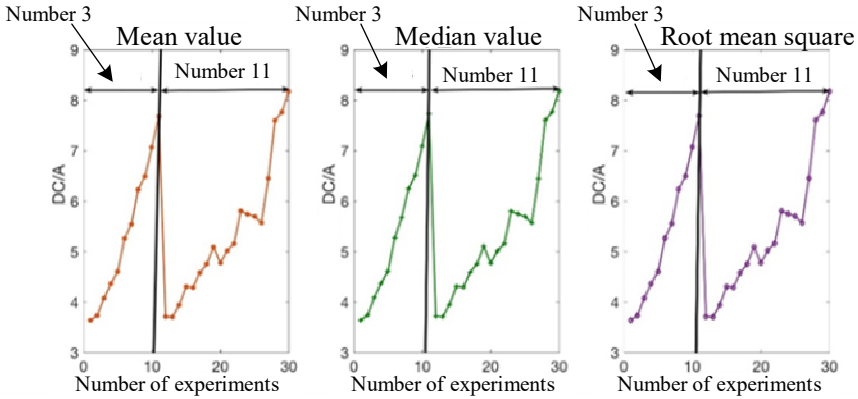 Number 3
Mean value
Number 11
9
8
7
6
5
4
3
DC/A
0
10
20
30
Number of experiments
Number 3
Median value
Number 11
9
8
7
6
5
4
3
DC/A
0
10
20
30
Number of experiments
Number 3
Root mean square
Number 11
9
8
7
6
5
4
3
DC/A
0
10
20
30
Number of experiments